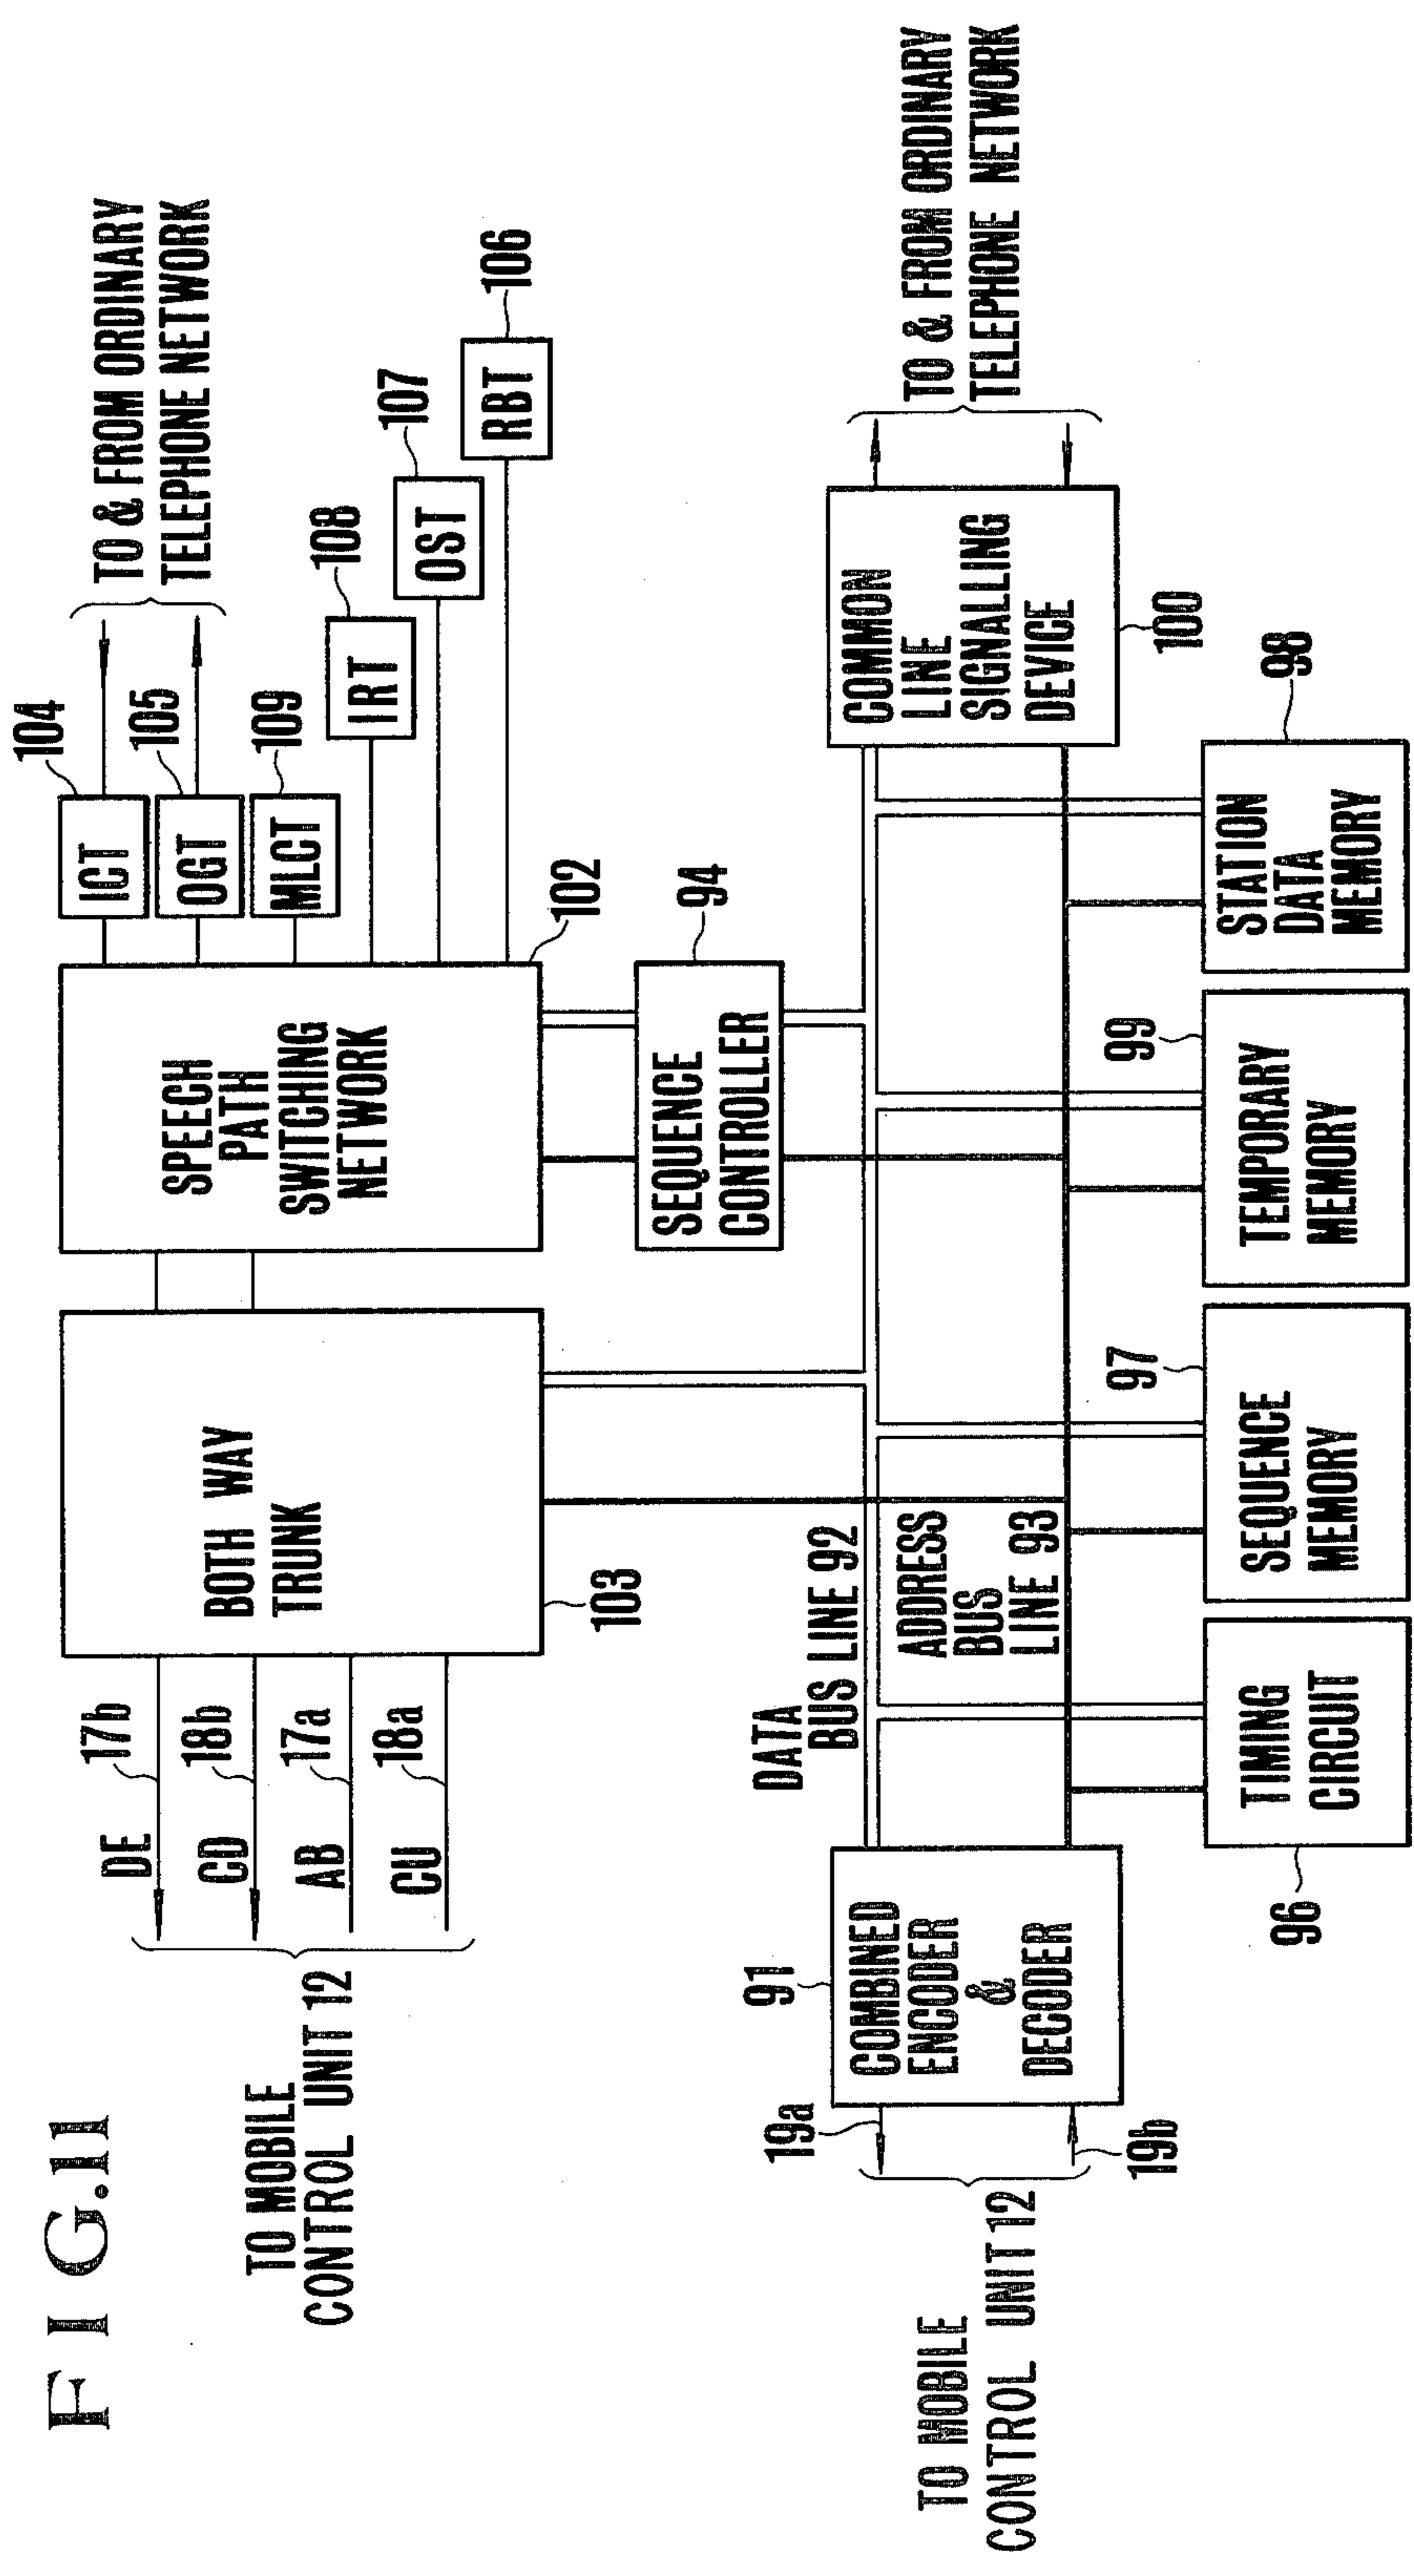 FIG.11
TO MOBILE
CONTROL UNIT 12
DE
17b
CD
18b
AB
17a
CU
18a
BOTH WAY
TRUNK
103
SPEECH
PATH
SWITCHING
NETWORK
102
ICT
104
OGT
105
MLCT
109
IRT
108
OST
107
RBT
106
TO & FROM ORDINARY
TELEPHONE NETWORK
SEQUENCE
CONTROLLER
94
DATA
BUS LINE 92
ADDRESS
BUS
LINE 93
TO MOBILE
CONTROL UNIT 12
19a
19b
91
COMBINED
ENCODER
&
DECODER
COMMON
LINE
SIGNALLING
DEVICE
100
TO & FROM ORDINARY
TELEPHONE NETWORK
TIMING
CIRCUIT
96
SEQUENCE
MEMORY
97
TEMPORARY
MEMORY
99
STATION
DATA
MEMORY
98